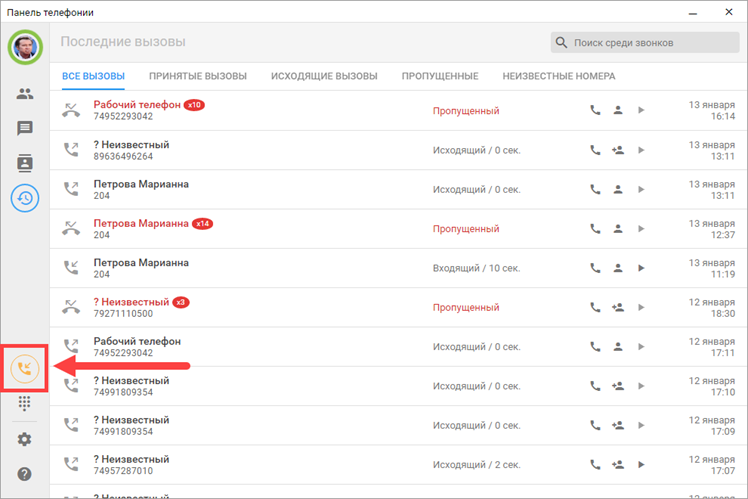 Панель телефонии
Последние вызовы
Поиск среди звонков
ВСЕ ВЫЗОВЫ ПРИНЯТЫЕ ВЫЗОВЫ ИСХОДЯЩИЕ ВЫЗОВЫ ПРОПУЩЕННЫЕ НЕИЗВЕСТНЫЕ НОМЕРА
Рабочий телефон x10
74952293042
Пропущенный
13 января
16:14
? Неизвестный
89636496264
Исходящий / 0 сек.
13 января
13:11
Петрова Марианна
204
Исходящий / 0 сек.
13 января
13:11
Петрова Марианна x14
204
Пропущенный
13 января
12:37
Петрова Марианна
204
Входящий / 10 сек.
13 января
11:19
? Неизвестный x3
79271110500
Пропущенный
12 января
18:30
Рабочий телефон
74952293042
Исходящий / 0 сек.
12 января
17:11
? Неизвестный
74991809354
Исходящий / 0 сек.
12 января
17:10
? Неизвестный
74991809354
Исходящий / 0 сек.
12 января
17:09
? Неизвестный
74957287010
Исходящий / 2 сек.
12 января
17:07
? Неизвестный
12 января